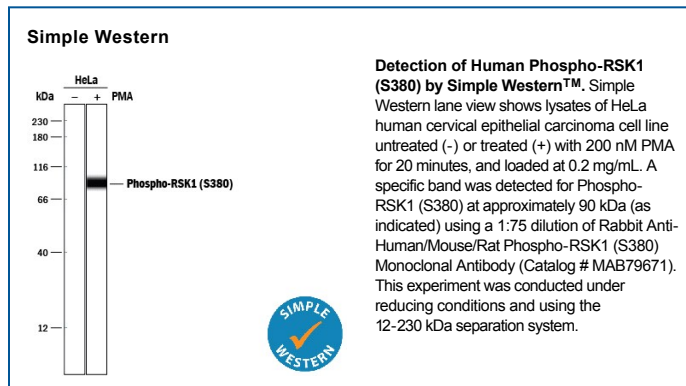 Simple Western
HeLa
kDa – + PMA
230
180
116
Phospho-RSK1 (S380)
66
40
12
SIMPLE
WESTERN
Detection of Human Phospho-RSK1
(S380) by Simple Western™. Simple
Western lane view shows lysates of HeLa
human cervical epithelial carcinoma cell line
untreated (-) or treated (+) with 200 nM PMA
for 20 minutes, and loaded at 0.2 mg/mL. A
specific band was detected for Phospho-
RSK1 (S380) at approximately 90 kDa (as
indicated) using a 1:75 dilution of Rabbit Anti-
Human/Mouse/Rat Phospho-RSK1 (S380)
Monoclonal Antibody (Catalog # MAB79671).
This experiment was conducted under
reducing conditions and using the
12-230 kDa separation system.